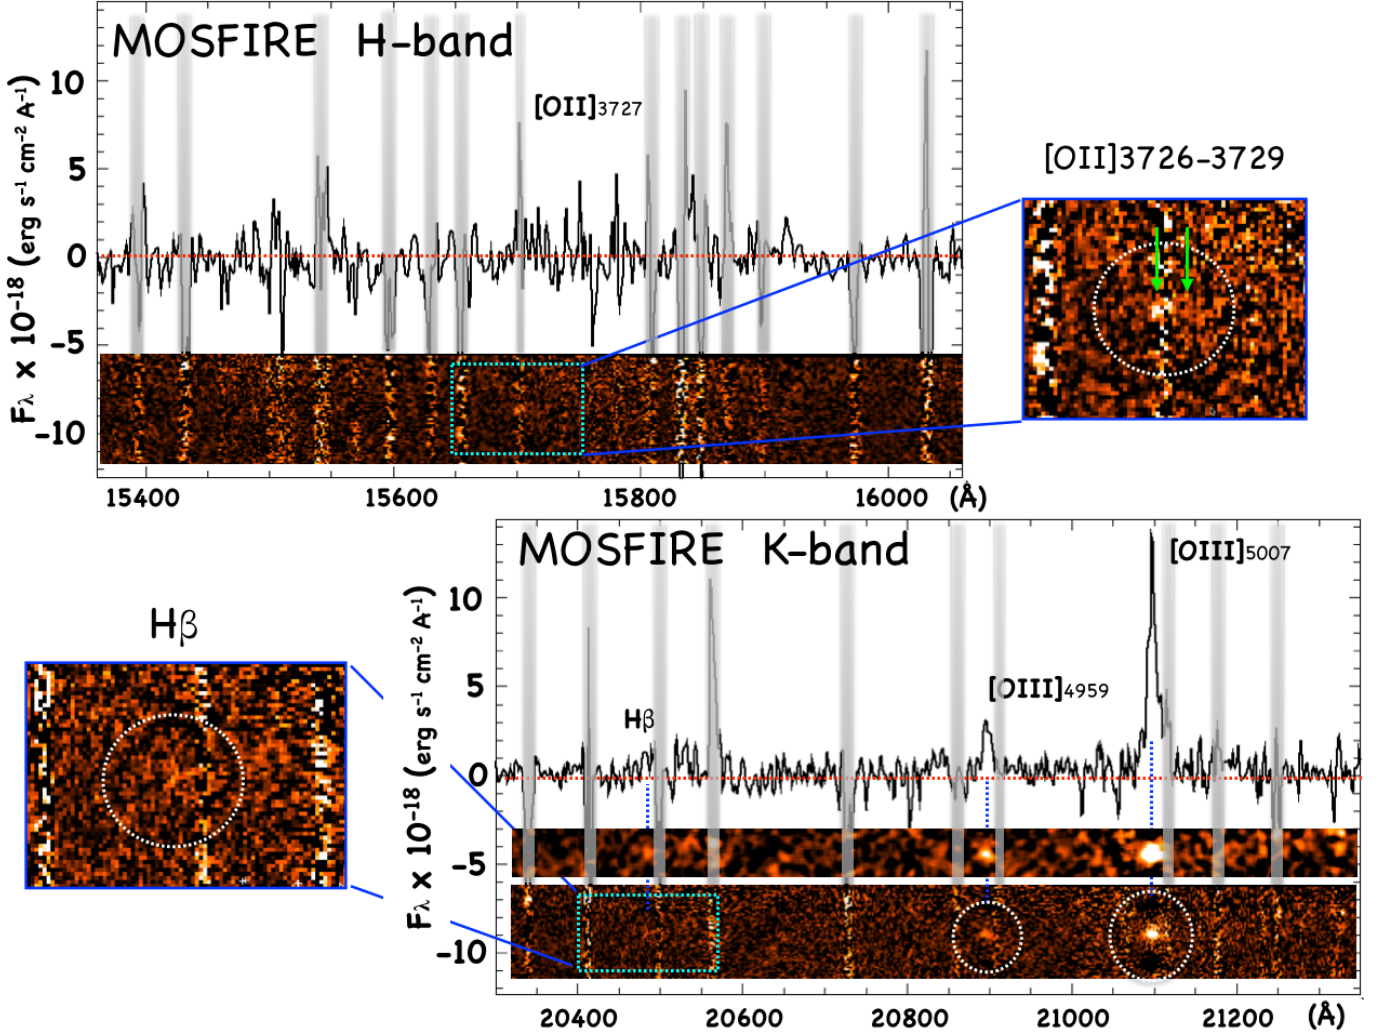 MOSFIRE H-band
[OII]3727
Fλ x 10-18 (erg s-1 cm-2 A-1)
10
5
0
-5
-10
15400
15600
15800
16000
(Å)
[OII]3726-3729
MOSFIRE K-band
[OIII]5007
[OIII]4959
Hβ
Hβ
Fλ x 10-18 (erg s-1 cm-2 A-1)
10
5
0
-5
-10
20400
20600
20800
21000
21200
(Å)